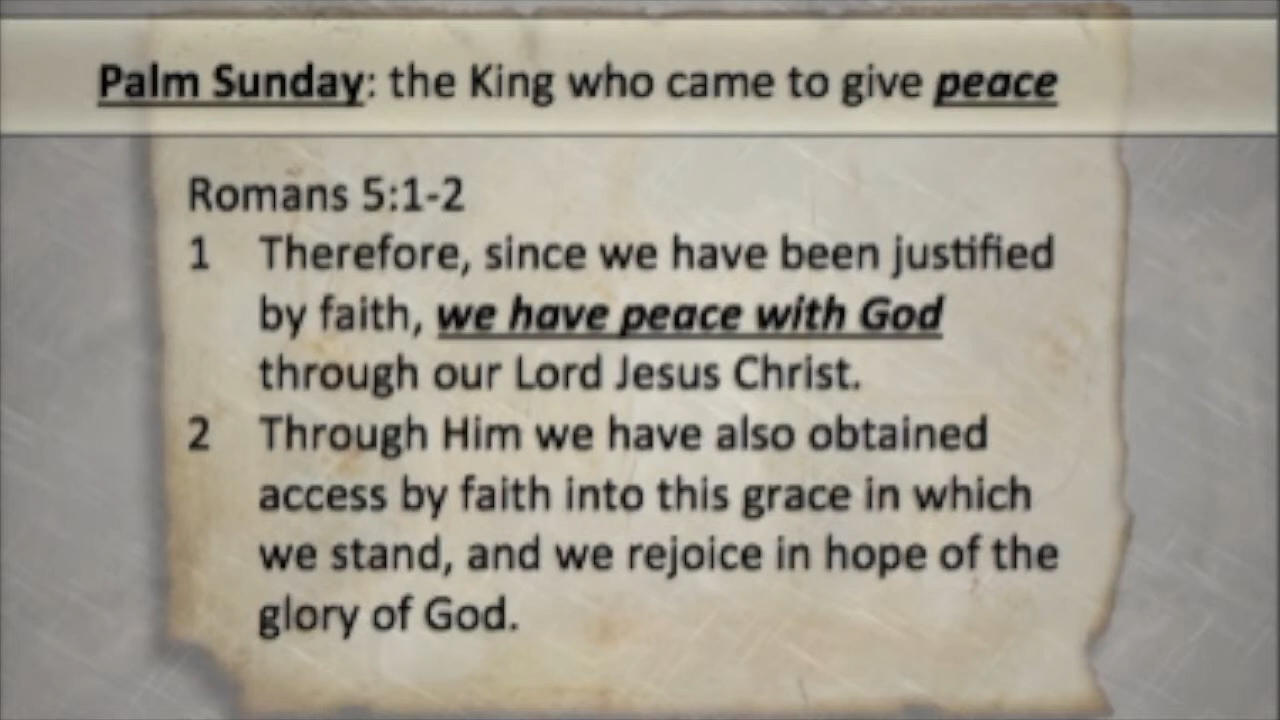 Palm Sunday: the King who came to give peace
Romans 5:1-2
1 Therefore, since we have been justified
by faith, we have peace with God
through our Lord Jesus Christ.
2 Through Him we have also obtained
access by faith into this grace in which
we stand, and we rejoice in hope of the
glory of God.